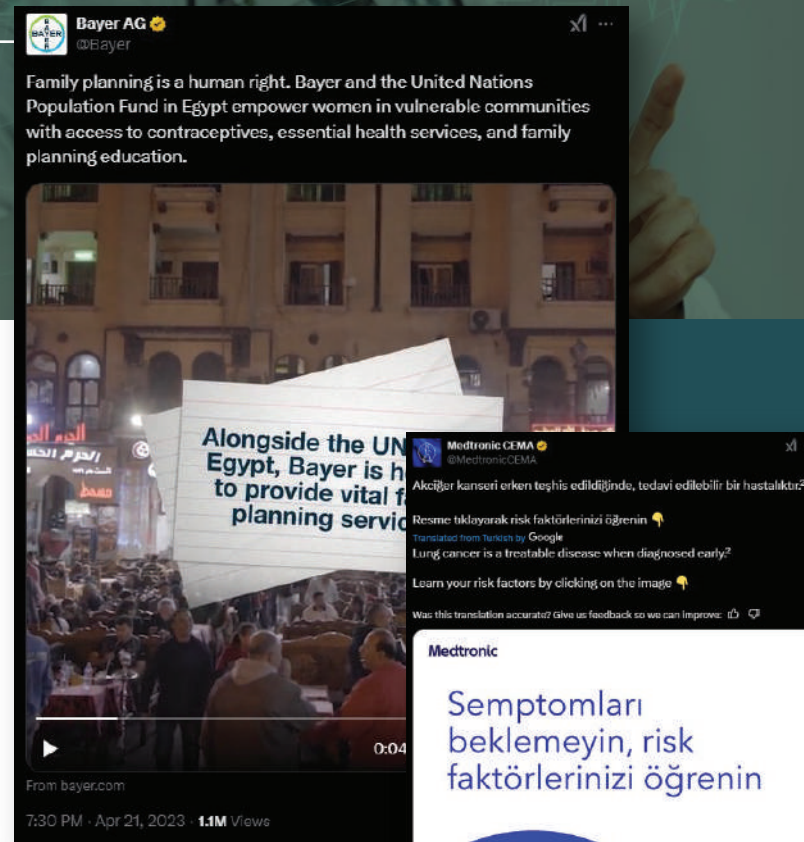 Bayer AG
@Bayer
Family planning is a human right. Bayer and the United Nations
Population Fund in Egypt empower women in vulnerable communities
with access to contraceptives, essential health services, and family
planning education.
Alongside the UN
Egypt, Bayer is h
to provide vital f
planning servic
0:04
From bayer.com
7:30 PM · Apr 21, 2023 · 1.1M Views
Medtronic CEMA
@MedtronicCEMA
Akciğer kanseri erken teşhis edildiğinde, tedavi edilebilir bir hastalıktır.²
Resme tıklayarak risk faktörlerinizi öğrenin 👇
Translated from Turkish by Google
Lung cancer is a treatable disease when diagnosed early.²
Learn your risk factors by clicking on the image 👇
Was this translation accurate? Give us feedback so we can improve:
Medtronic
Semptomları
beklemeyin, risk
faktörlerinizi öğrenin